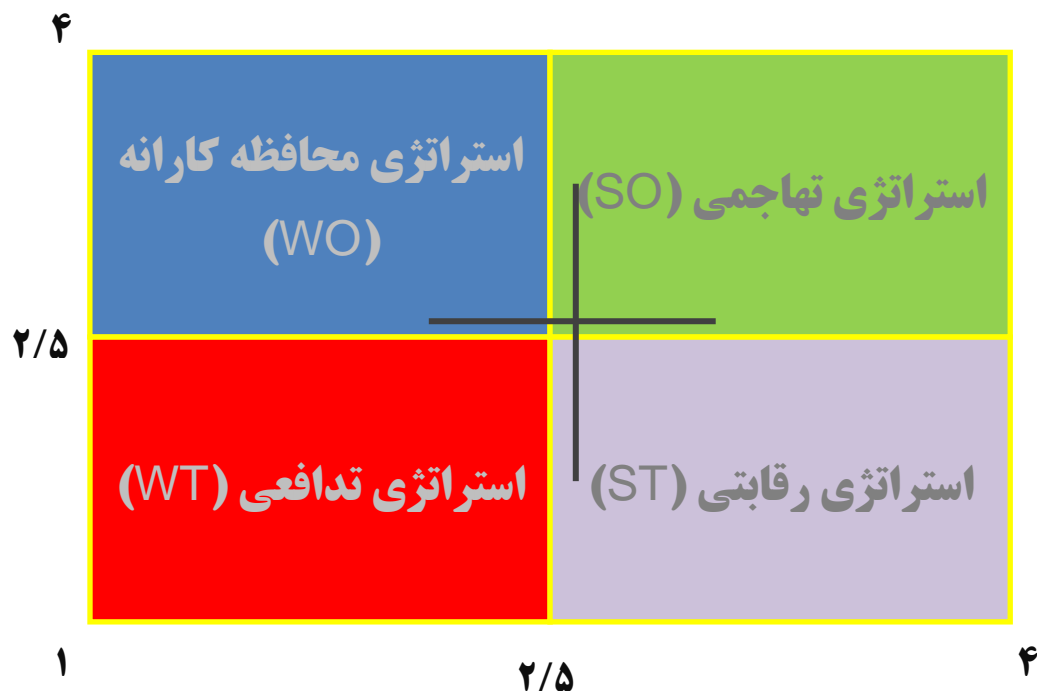 ۴
استراتژی محافظه کارانه
(WO)
استراتژی تهاجمی (SO)
۲/۵
استراتژی تدافعی (WT)
استراتژی رقابتی (ST)
۱
۲/۵
۴